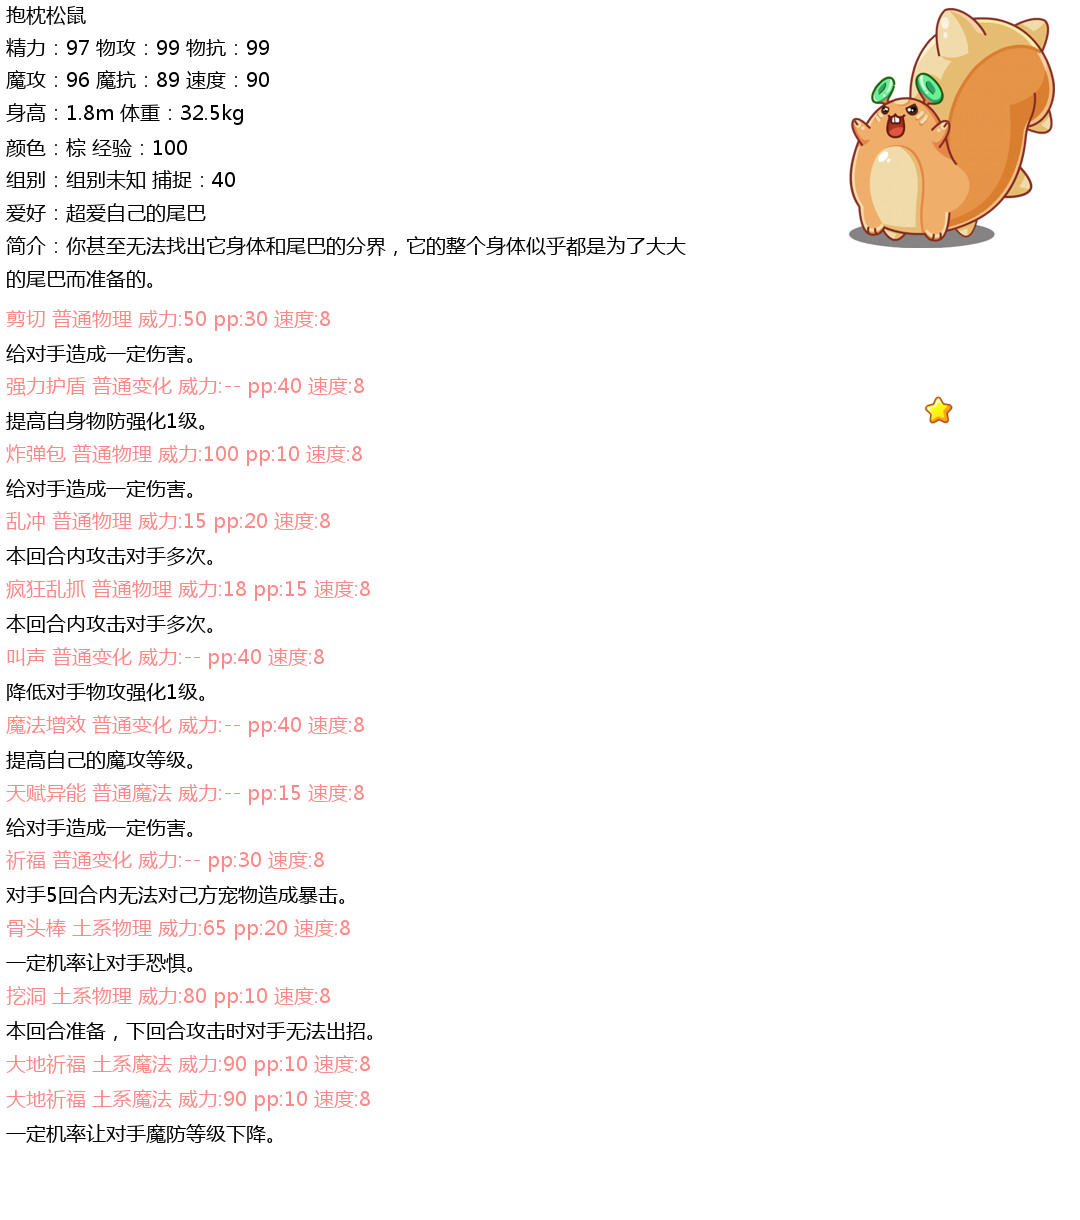 抱枕松鼠
精力：97 物攻：99 物抗：99
魔攻：96 魔抗：89 速度：90
身高：1.8m 体重：32.5kg
颜色：棕 经验：100
组别：组别未知 捕捉：40
爱好：超爱自己的尾巴
简介：你甚至无法找出它身体和尾巴的分界，它的整个身体似乎都是为了大大
的尾巴而准备的。
剪切 普通物理 威力:50 pp:30 速度:8
给对手造成一定伤害。
强力护盾 普通变化 威力:-- pp:40 速度:8
提高自身物防强化1级。
炸弹包 普通物理 威力:100 pp:10 速度:8
给对手造成一定伤害。
乱冲 普通物理 威力:15 pp:20 速度:8
本回合内攻击对手多次。
疯狂乱抓 普通物理 威力:18 pp:15 速度:8
本回合内攻击对手多次。
叫声 普通变化 威力:-- pp:40 速度:8
降低对手物攻强化1级。
魔法增效 普通变化 威力:-- pp:40 速度:8
提高自己的魔攻等级。
天赋异能 普通魔法 威力:-- pp:15 速度:8
给对手造成一定伤害。
祈福 普通变化 威力:-- pp:30 速度:8
对手5回合内无法对己方宠物造成暴击。
骨头棒 土系物理 威力:65 pp:20 速度:8
一定机率让对手恐惧。
挖洞 土系物理 威力:80 pp:10 速度:8
本回合准备，下回合攻击时对手无法出招。
大地祈福 土系魔法 威力:90 pp:10 速度:8
大地祈福 土系魔法 威力:90 pp:10 速度:8
一定机率让对手魔防等级下降。